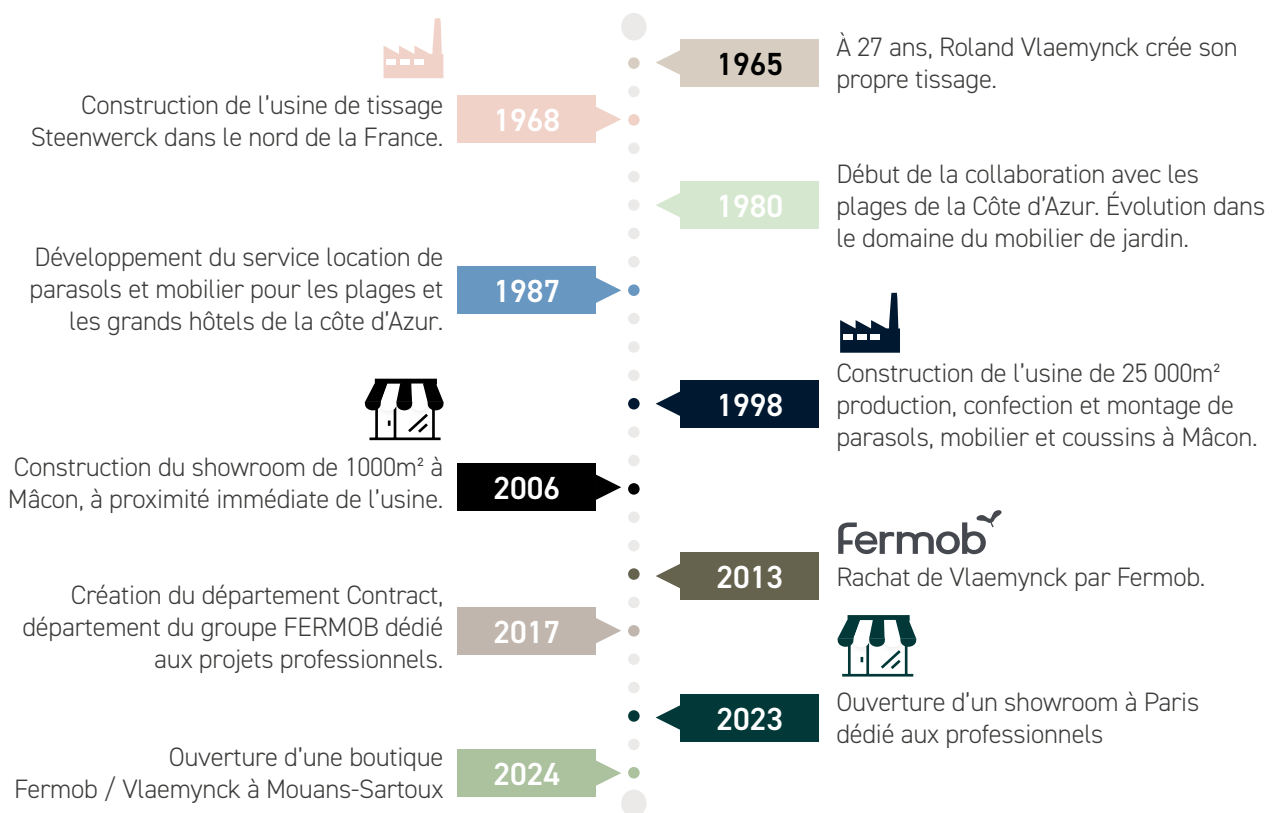 1965
À 27 ans, Roland Vlaemynck crée son
propre tissage.
1968
Construction de l'usine de tissage
Steenwerck dans le nord de la France.
1980
Début de la collaboration avec les
plages de la Côte d'Azur. Évolution dans
le domaine du mobilier de jardin.
1987
Développement du service location de
parasols et mobilier pour les plages et
les grands hôtels de la côte d'Azur.
1998
Construction de l'usine de 25 000m²
production, confection et montage de
parasols, mobilier et coussins à Mâcon.
2006
Construction du showroom de 1000m² à
Mâcon, à proximité immédiate de l'usine.
2013
Fermob
Rachat de Vlaemynck par Fermob.
2017
Création du département Contract,
département du groupe FERMOB dédié
aux projets professionnels.
2023
Ouverture d'un showroom à Paris
dédié aux professionnels
2024
Ouverture d'une boutique
Fermob / Vlaemynck à Mouans-Sartoux